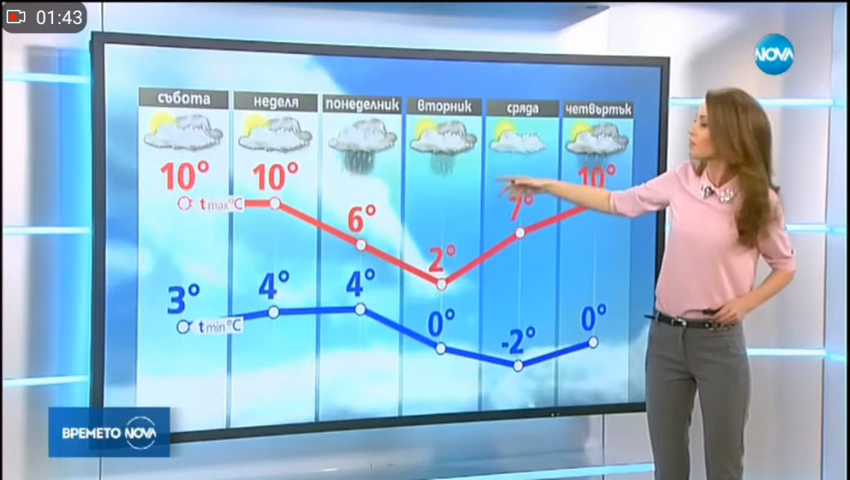 01:43
NOVA
събота неделя понеделник вторник сряда четвъртък
10° 10° 6° 2° 7° 10°
t max°C
3° 4° 4° 0° -2° 0°
t min°C
ВРЕМЕТО NOVA